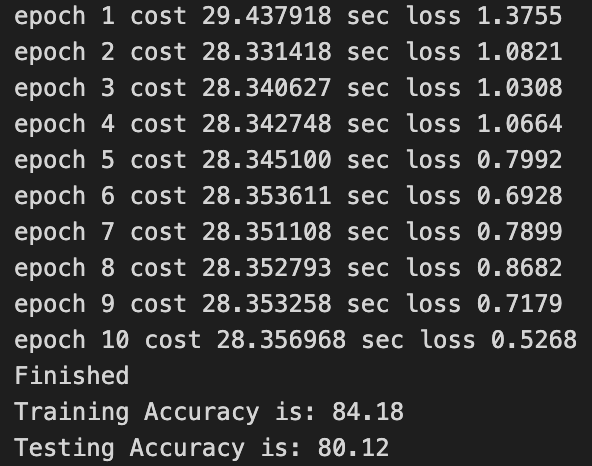 epoch 1 cost 29.437918 sec loss 1.3755
epoch 2 cost 28.331418 sec loss 1.0821
epoch 3 cost 28.340627 sec loss 1.0308
epoch 4 cost 28.342748 sec loss 1.0664
epoch 5 cost 28.345100 sec loss 0.7992
epoch 6 cost 28.353611 sec loss 0.6928
epoch 7 cost 28.351108 sec loss 0.7899
epoch 8 cost 28.352793 sec loss 0.8682
epoch 9 cost 28.353258 sec loss 0.7179
epoch 10 cost 28.356968 sec loss 0.5268
Finished
Training Accuracy is: 84.18
Testing Accuracy is: 80.12